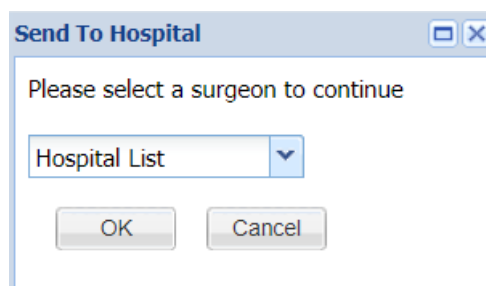 Send To Hospital
Please select a surgeon to continue
Hospital List
OK Cancel